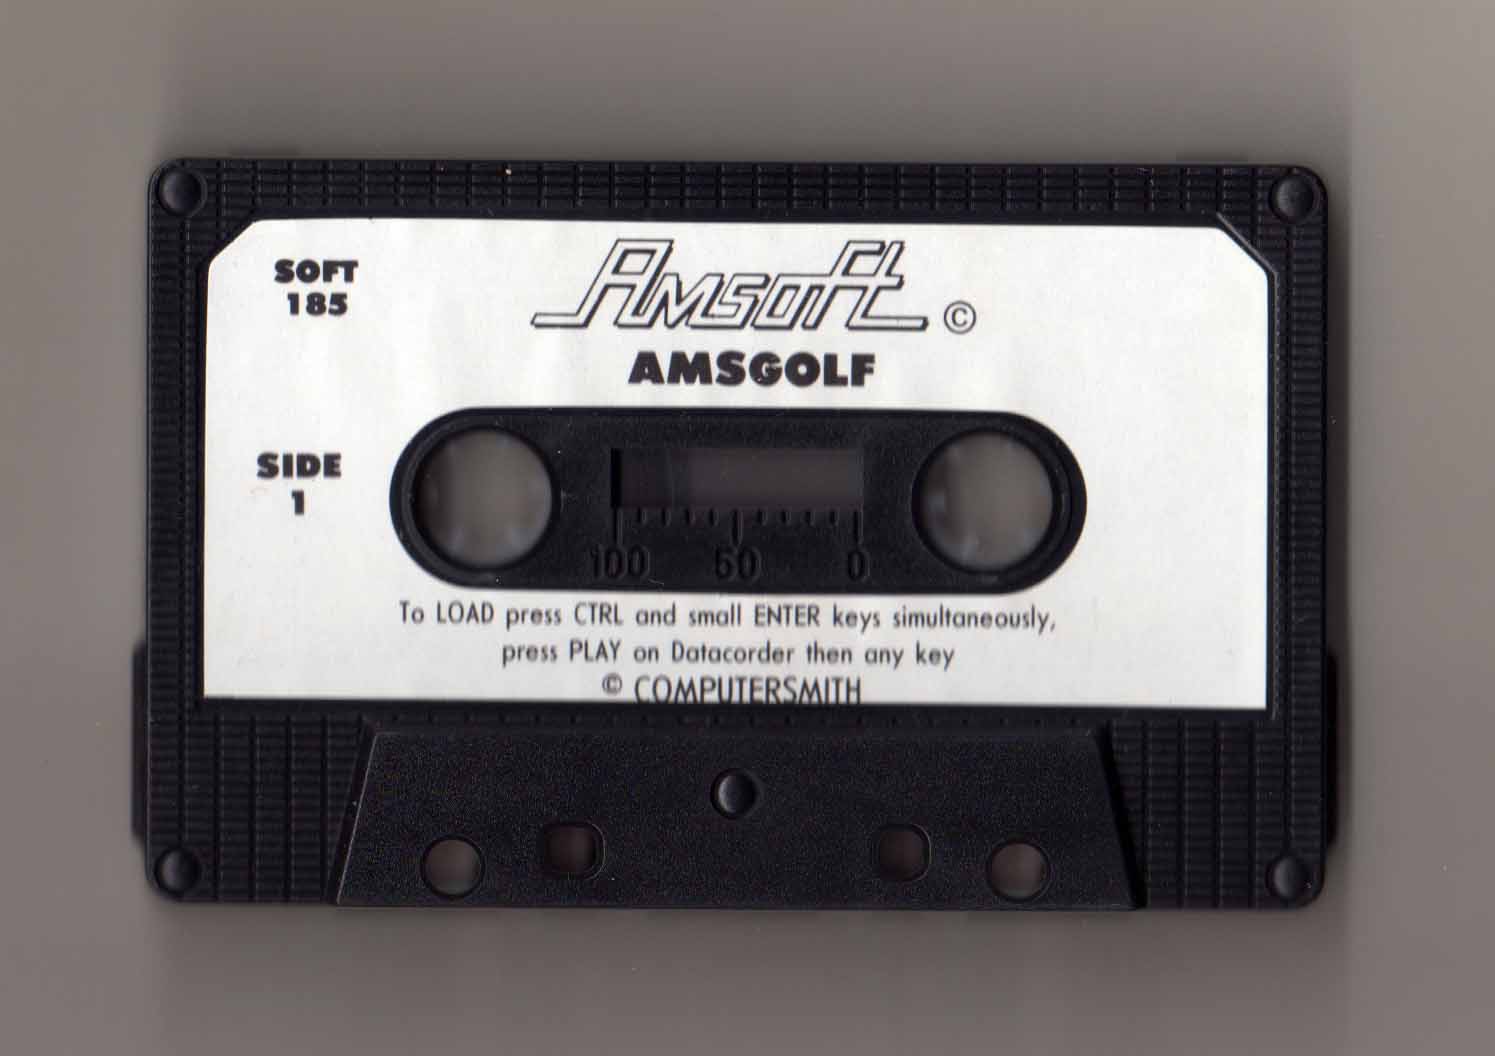 SOFT
185
Amsoft ©
AMSGOLF
SIDE
1
100 50 0
To LOAD press CTRL and small ENTER keys simultaneously,
press PLAY on Datacorder then any key
© COMPUTERSMITH